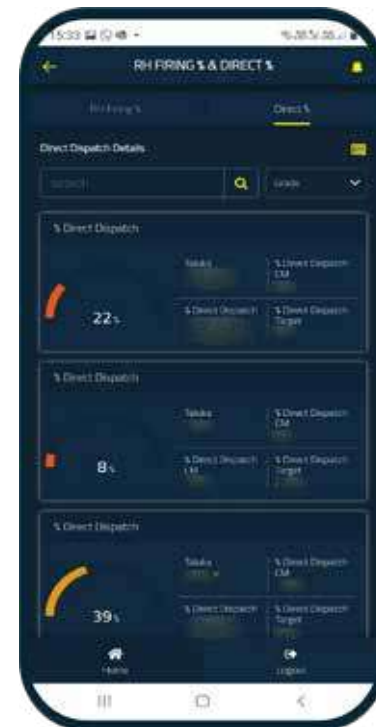 15:33
RH FIRING % & DIRECT %
RH Firing %
Direct %
Direct Dispatch Details
Search
Grade
% Direct Dispatch
22%
Taluka
% Direct Dispatch CM
% Direct Dispatch
% Direct Dispatch Target
% Direct Dispatch
8%
Taluka
% Direct Dispatch CM
% Direct Dispatch LM
% Direct Dispatch Target
% Direct Dispatch
39%
Taluka
% Direct Dispatch CM
% Direct Dispatch
% Direct Dispatch Target
Home
Logout